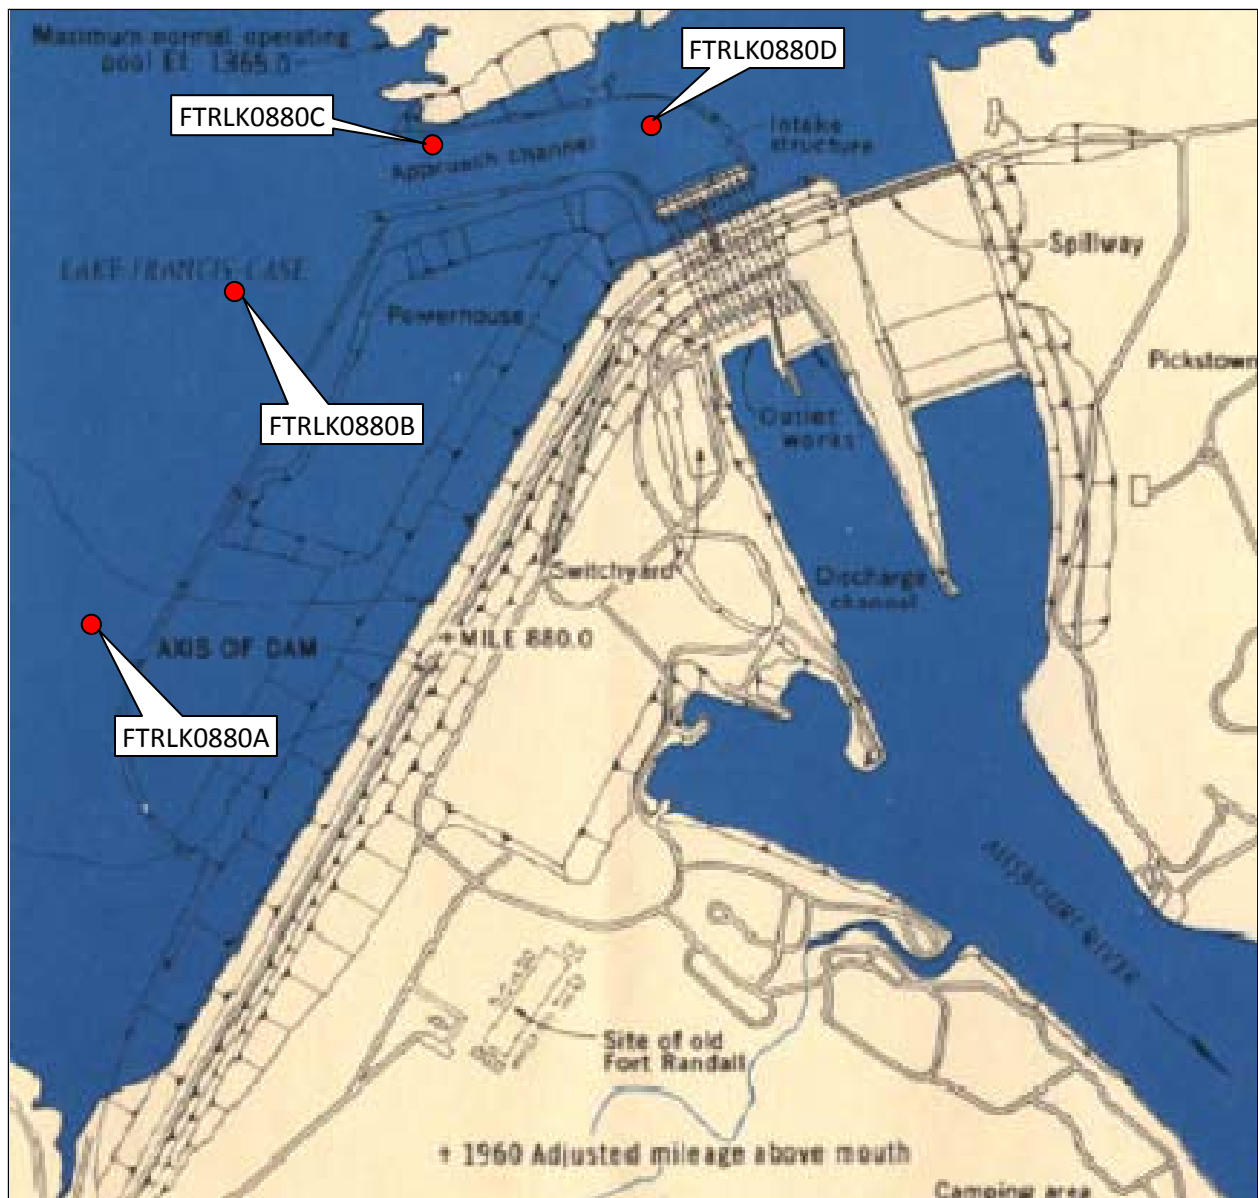 Maximum normal operating
pool El. 1365.0
FTRLK0880D
FTRLK0880C
Intake
structure
Approach channel
Spillway
LAKE FRANCIS CASE
Powerhouse
Pickstown
FTRLK0880B
Outlet
works
Switchyard
Discharge
channel
+ MILE 880.0
AXIS OF DAM
FTRLK0880A
MISSOURI RIVER
Site of old
Fort Randall
+ 1960 Adjusted mileage above mouth
Camping area